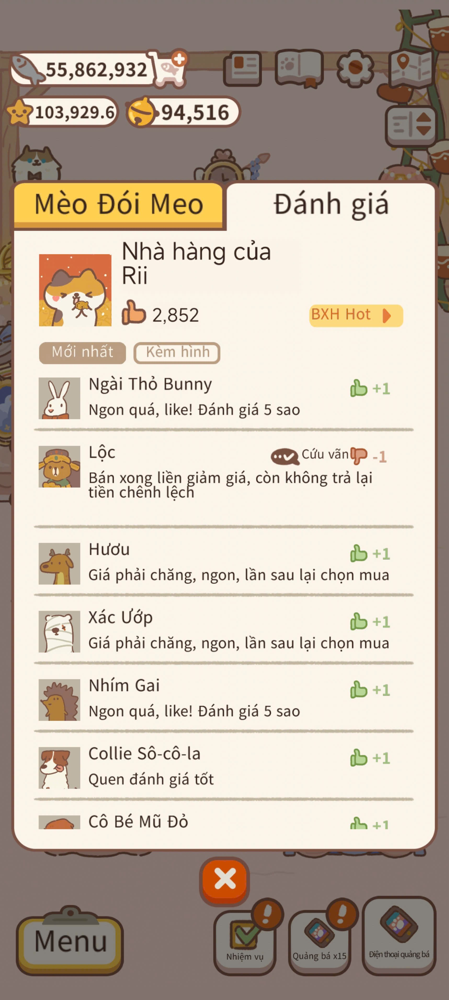 55,862,932
103,929.6
94,516
Mèo Đói Meo
Đánh giá
Nhà hàng của
Rii
2,852
BXH Hot
Mới nhất
Kèm hình
Ngài Thỏ Bunny
+1
Ngon quá, like! Đánh giá 5 sao
Lộc
Cứu vãn
-1
Bán xong liền giảm giá, còn không trả lại
tiền chênh lệch
Hươu
+1
Giá phải chăng, ngon, lần sau lại chọn mua
Xác Ướp
+1
Giá phải chăng, ngon, lần sau lại chọn mua
Nhím Gai
+1
Ngon quá, like! Đánh giá 5 sao
Collie Sô-cô-la
+1
Quen đánh giá tốt
Cô Bé Mũ Đỏ
+1
Menu
Nhiệm vụ
Quảng bá x15
Điện thoại quảng bá